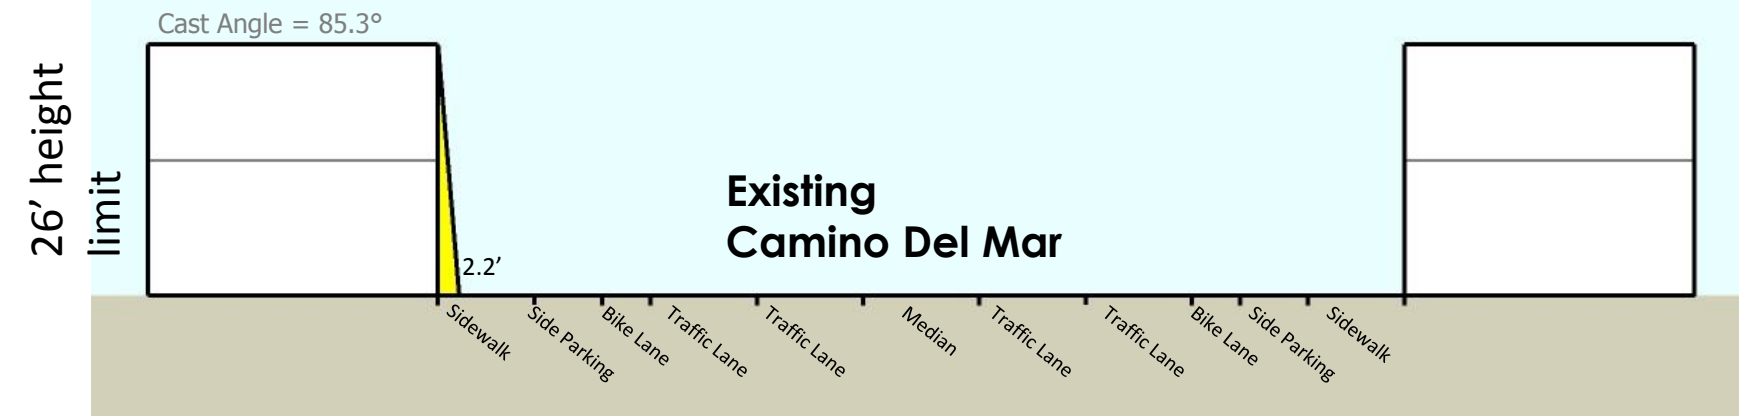 Cast Angle = 85.3°
26’ height
limit
2.2’
Existing
Camino Del Mar
Sidewalk
Side Parking
Bike Lane
Traffic Lane
Traffic Lane
Median
Traffic Lane
Traffic Lane
Bike Lane
Side Parking
Sidewalk